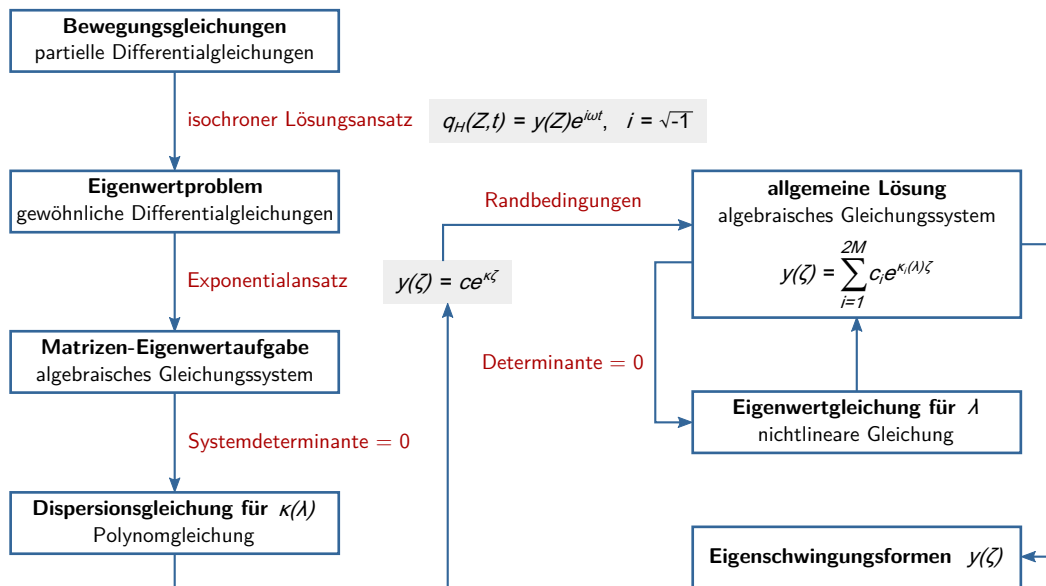 Bewegungsgleichungen
partielle Differentialgleichungen
isochroner Lösungsansatz
q_H(Z,t) = y(Z)e^{iωt},   i = √-1
Eigenwertproblem
gewöhnliche Differentialgleichungen
Exponentialansatz
y(ζ) = ce^{κζ}
Matrizen-Eigenwertaufgabe
algebraisches Gleichungssystem
Systemdeterminante = 0
Dispersionsgleichung für κ(λ)
Polynomgleichung
Randbedingungen
allgemeine Lösung
algebraisches Gleichungssystem
y(ζ) = ∑_{i=1}^{2M} c_i e^{κ_i(λ)ζ}
Determinante = 0
Eigenwertgleichung für λ
nichtlineare Gleichung
Eigenschwingungsformen y(ζ)